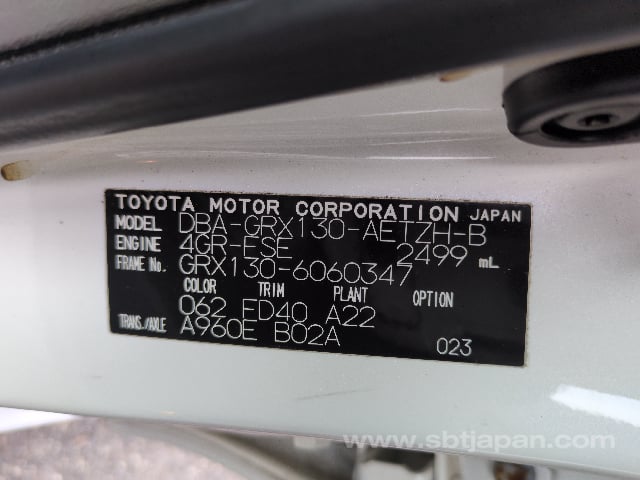 TOYOTA MOTOR CORPORATION JAPAN
MODEL DBA-GRX130-AETZH-B
ENGINE 4GR-FSE 2499 mL
FRAME No. GRX130-6060347
COLOR TRIM PLANT OPTION
062 FD40 A22
TRANS./AXLE A960E B02A 023
www.sbtjapan.com